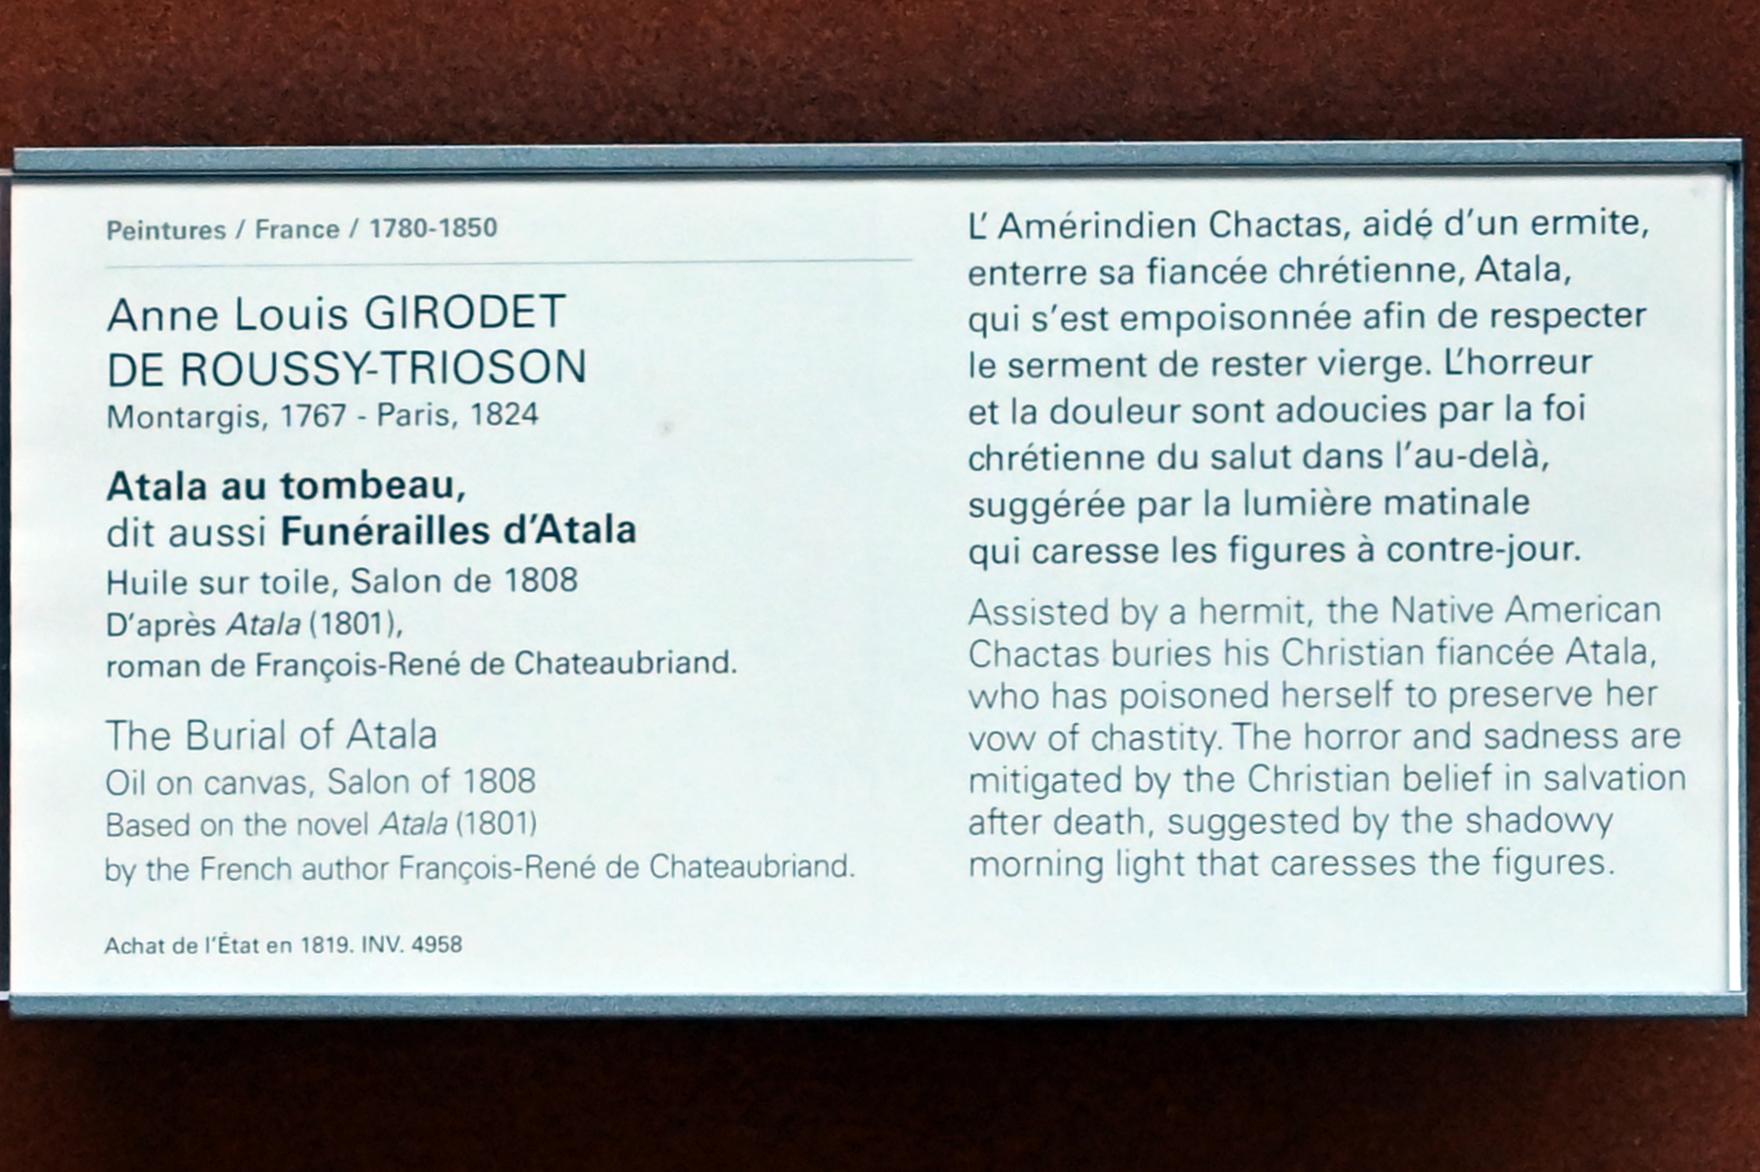 Peintures / France / 1780-1850
Anne Louis GIRODET
DE ROUSSY-TRIOSON
Montargis, 1767 - Paris, 1824
Atala au tombeau,
dit aussi Funérailles d'Atala
Huile sur toile, Salon de 1808
D'après Atala (1801),
roman de François-René de Chateaubriand.
The Burial of Atala
Oil on canvas, Salon of 1808
Based on the novel Atala (1801)
by the French author François-René de Chateaubriand.
Achat de l'État en 1819. INV. 4958
L' Amérindien Chactas, aidé d'un ermite,
enterre sa fiancée chrétienne, Atala,
qui s'est empoisonnée afin de respecter
le serment de rester vierge. L'horreur
et la douleur sont adoucies par la foi
chrétienne du salut dans l'au-delà,
suggérée par la lumière matinale
qui caresse les figures à contre-jour.
Assisted by a hermit, the Native American
Chactas buries his Christian fiancée Atala,
who has poisoned herself to preserve her
vow of chastity. The horror and sadness are
mitigated by the Christian belief in salvation
after death, suggested by the shadowy
morning light that caresses the figures.